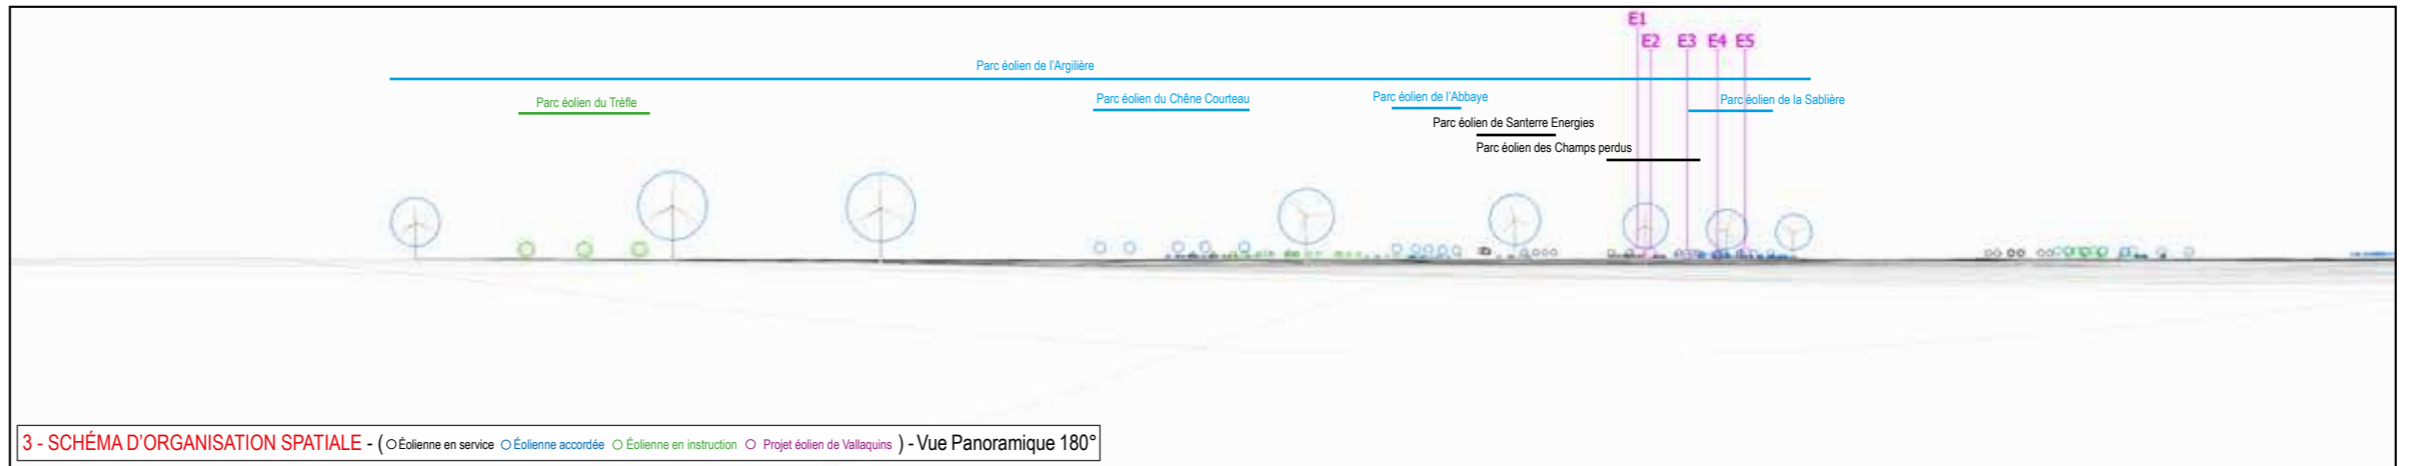 E1
E2 E3 E4 E5
Parc éolien de l'Argilière
Parc éolien du Trèfle
Parc éolien du Chêne Courteau
Parc éolien de l'Abbaye
Parc éolien de la Sablière
Parc éolien de Santerre Energies
Parc éolien des Champs perdus
3 - SCHÉMA D'ORGANISATION SPATIALE - ( Éolienne en service Éolienne accordée Éolienne en instruction Projet éolien de Vallaquins ) - Vue Panoramique 180°